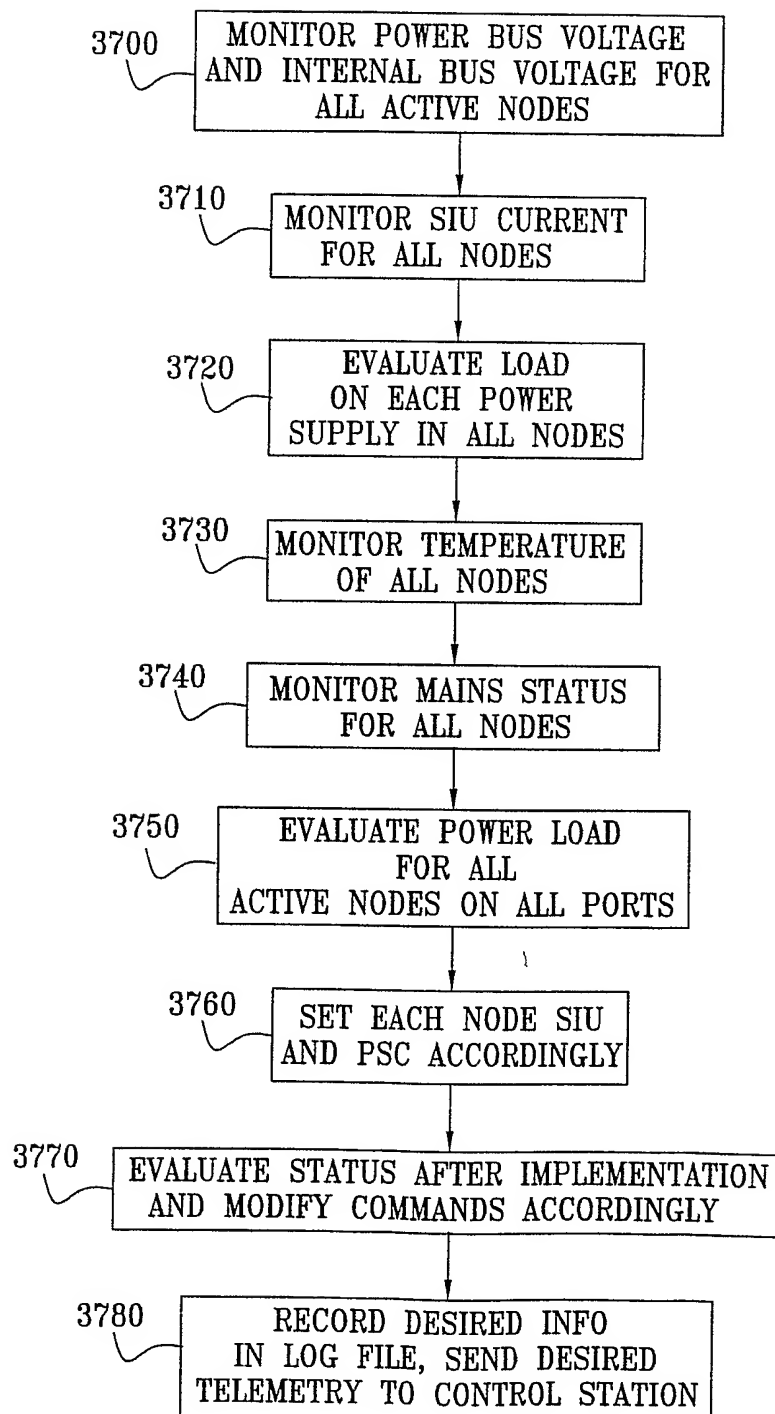 3700
MONITOR POWER BUS VOLTAGE
AND INTERNAL BUS VOLTAGE FOR
ALL ACTIVE NODES
3710
MONITOR SIU CURRENT
FOR ALL NODES
3720
EVALUATE LOAD
ON EACH POWER
SUPPLY IN ALL NODES
3730
MONITOR TEMPERATURE
OF ALL NODES
3740
MONITOR MAINS STATUS
FOR ALL NODES
3750
EVALUATE POWER LOAD
FOR ALL
ACTIVE NODES ON ALL PORTS
3760
SET EACH NODE SIU
AND PSC ACCORDINGLY
3770
EVALUATE STATUS AFTER IMPLEMENTATION
AND MODIFY COMMANDS ACCORDINGLY
3780
RECORD DESIRED INFO
IN LOG FILE, SEND DESIRED
TELEMETRY TO CONTROL STATION